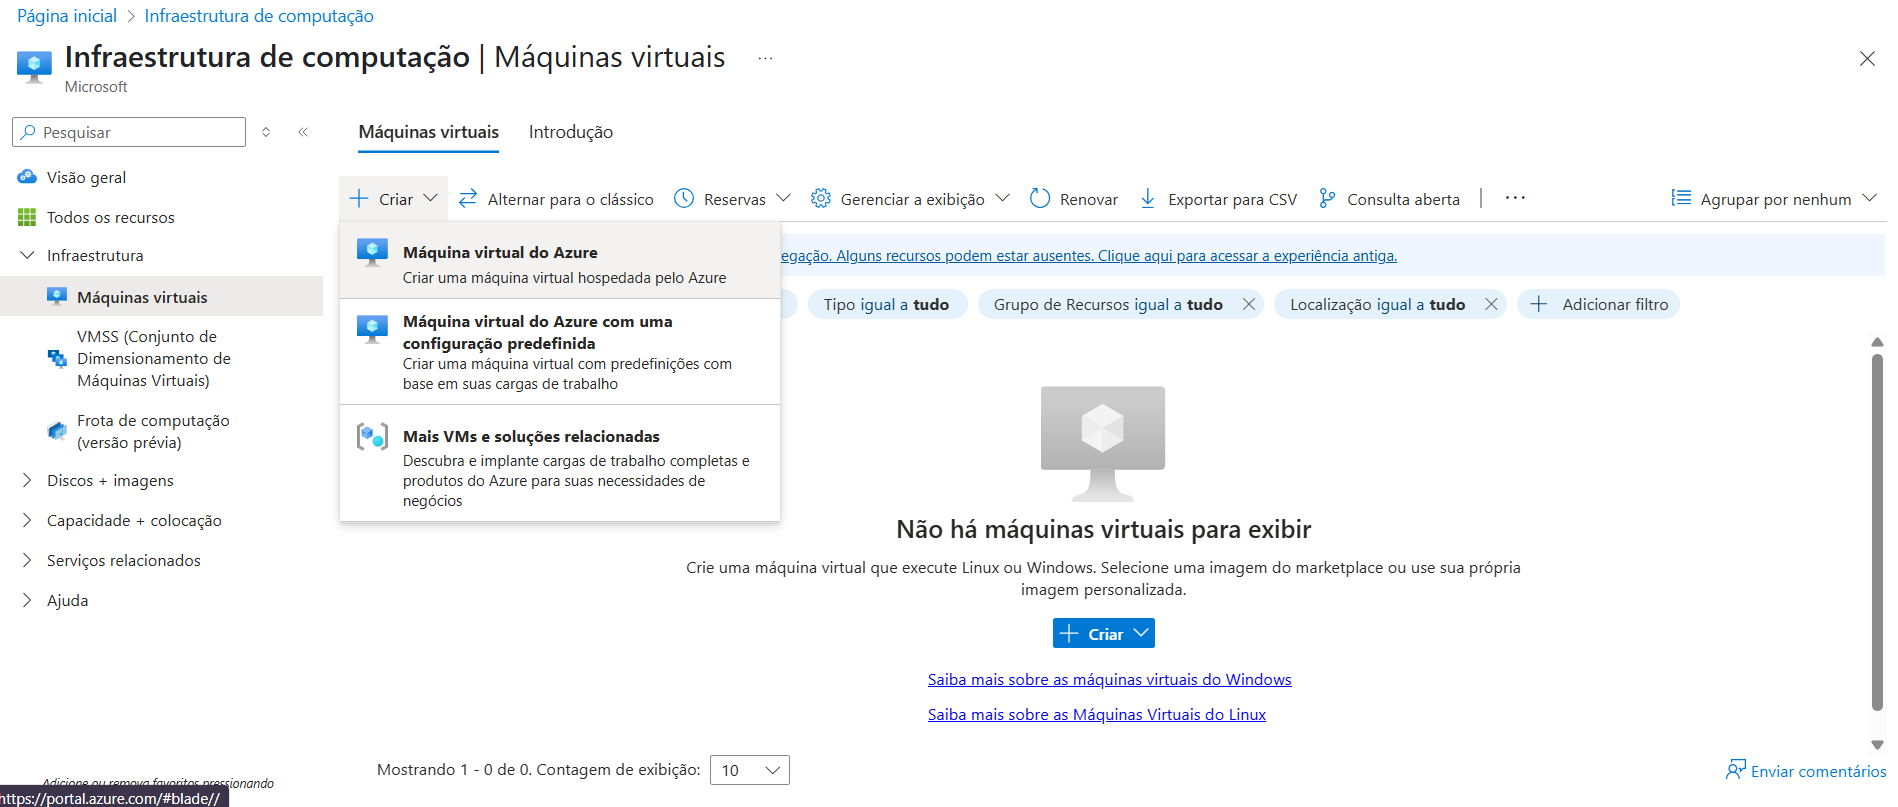 Página inicial > Infraestrutura de computação
Infraestrutura de computação | Máquinas virtuais ...
Microsoft
Pesquisar
Visão geral
Todos os recursos
Infraestrutura
Máquinas virtuais
VMSS (Conjunto de
Dimensionamento de
Máquinas Virtuais)
Frota de computação
(versão prévia)
Discos + imagens
Capacidade + colocação
Serviços relacionados
Ajuda
Adicione ou remova favoritos pressionando
https://portal.azure.com/#blade//
Máquinas virtuais Introdução
Criar Alternar para o clássico Reservas Gerenciar a exibição Renovar Exportar para CSV Consulta aberta | ... Agrupar por nenhum
Máquina virtual do Azure
Criar uma máquina virtual hospedada pelo Azure
Máquina virtual do Azure com uma
configuração predefinida
Criar uma máquina virtual com predefinições com
base em suas cargas de trabalho
Mais VMs e soluções relacionadas
Descubra e implante cargas de trabalho completas e
produtos do Azure para suas necessidades de
negócios
egação. Alguns recursos podem estar ausentes. Clique aqui para acessar a experiência antiga.
Tipo igual a tudo Grupo de Recursos igual a tudo Localização igual a tudo Adicionar filtro
Não há máquinas virtuais para exibir
Crie uma máquina virtual que execute Linux ou Windows. Selecione uma imagem do marketplace ou use sua própria
imagem personalizada.
Criar
Saiba mais sobre as máquinas virtuais do Windows
Saiba mais sobre as Máquinas Virtuais do Linux
Mostrando 1 - 0 de 0. Contagem de exibição: 10
Enviar comentários